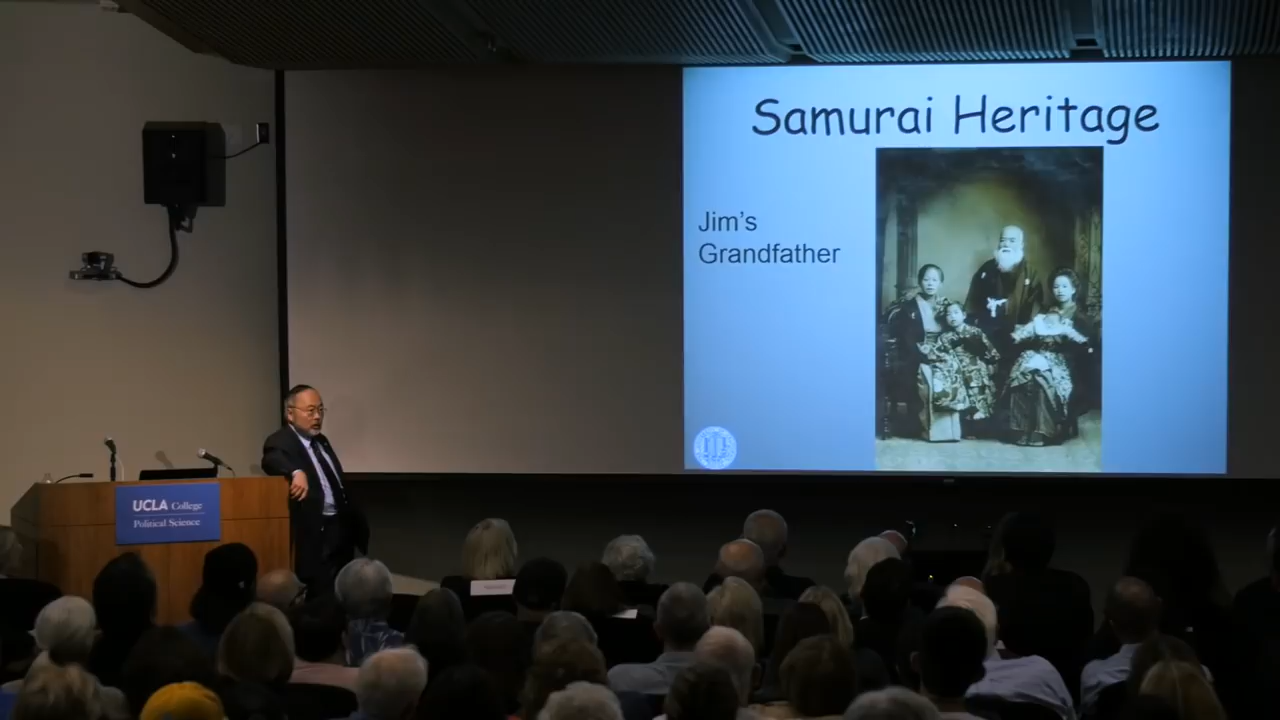 Samurai Heritage
Jim's
Grandfather
UCLA College
Political Science